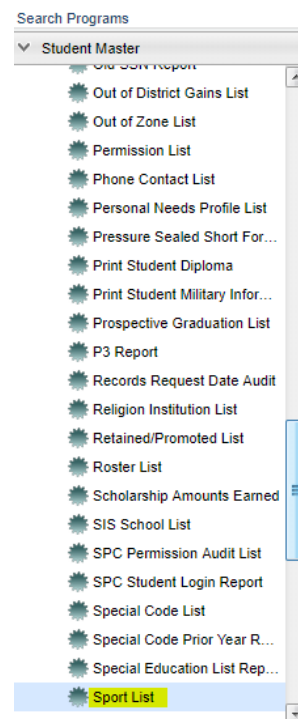 Search Programs
Student Master
Old SSN Report
Out of District Gains List
Out of Zone List
Permission List
Phone Contact List
Personal Needs Profile List
Pressure Sealed Short For...
Print Student Diploma
Print Student Military Infor...
Prospective Graduation List
P3 Report
Records Request Date Audit
Religion Institution List
Retained/Promoted List
Roster List
Scholarship Amounts Earned
SIS School List
SPC Permission Audit List
SPC Student Login Report
Special Code List
Special Code Prior Year R...
Special Education List Rep...
Sport List